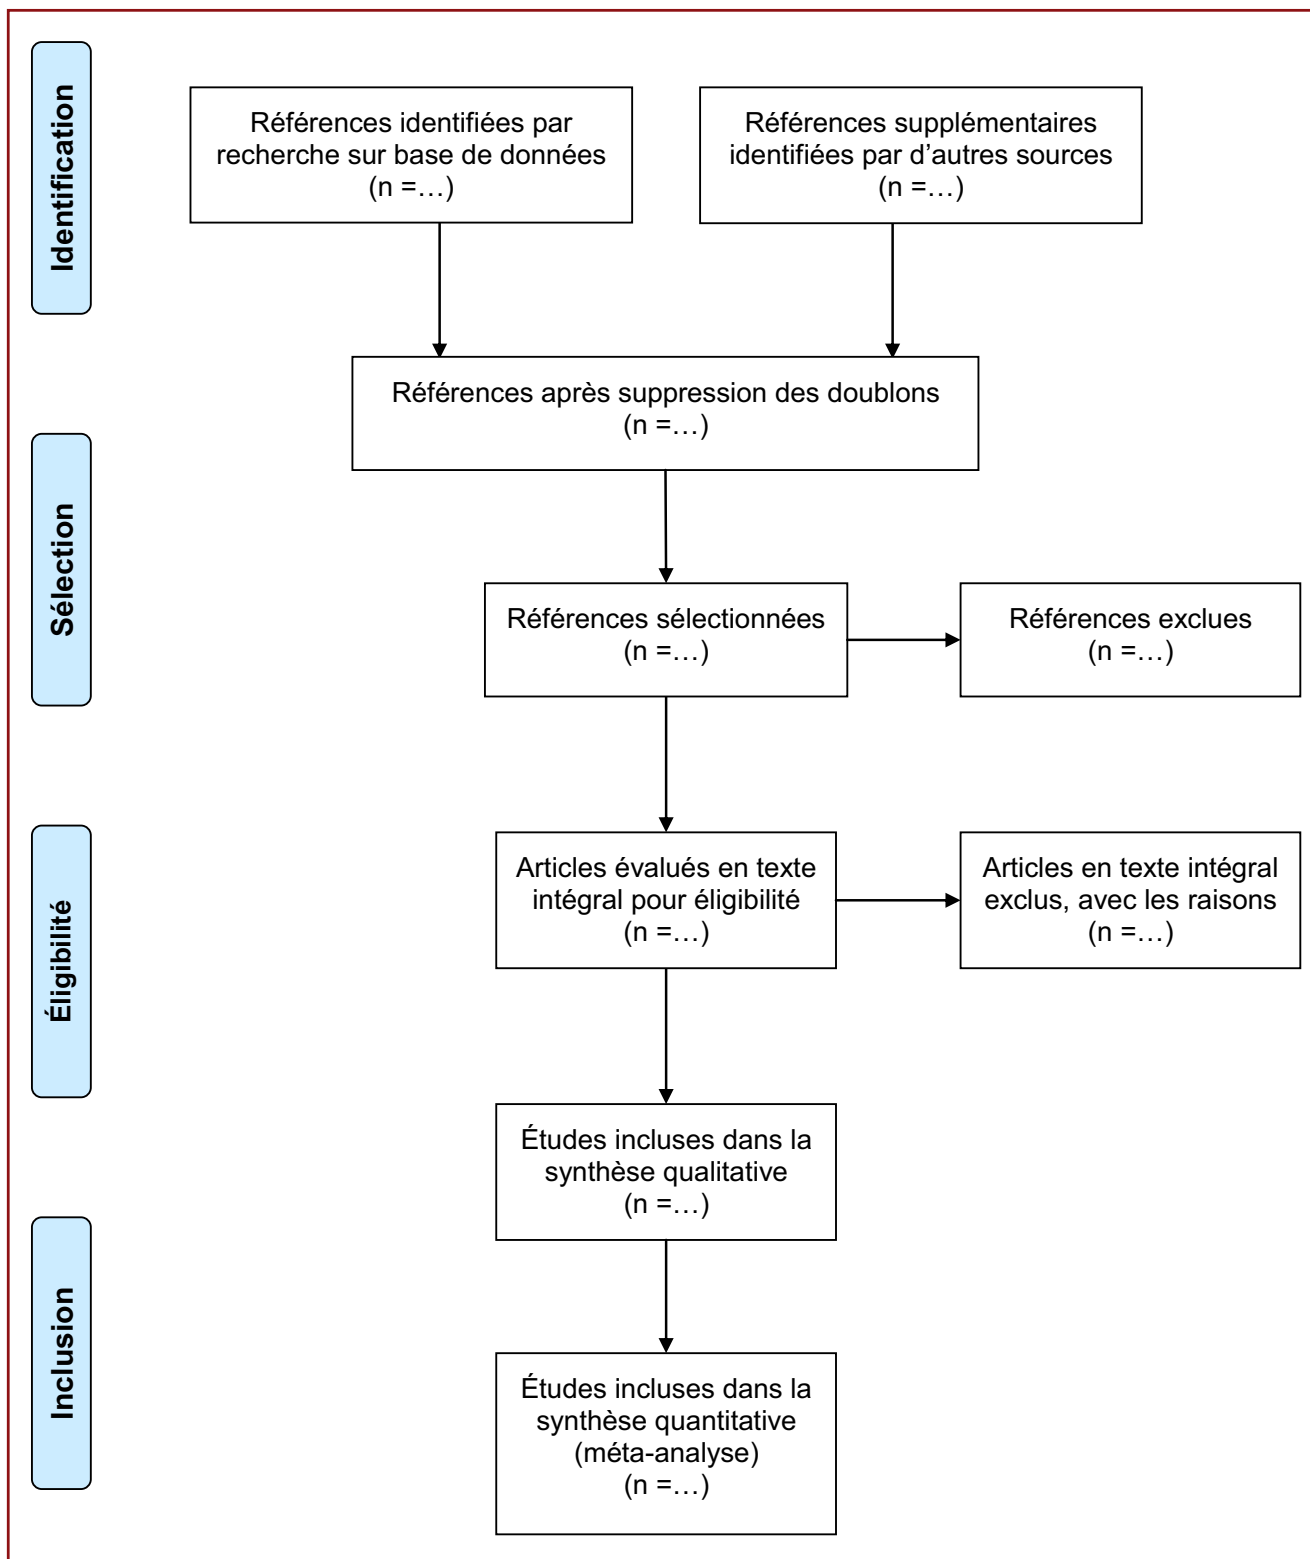 Identification
Références identifiées par
recherche sur base de données
(n =…)
Références supplémentaires
identifiées par d’autres sources
(n =…)
Références après suppression des doublons
(n =…)
Sélection
Références sélectionnées
(n =…)
Références exclues
(n =…)
Éligibilité
Articles évalués en texte
intégral pour éligibilité
(n =…)
Articles en texte intégral
exclus, avec les raisons
(n =…)
Études incluses dans la
synthèse qualitative
(n =…)
Inclusion
Études incluses dans la
synthèse quantitative
(méta-analyse)
(n =…)